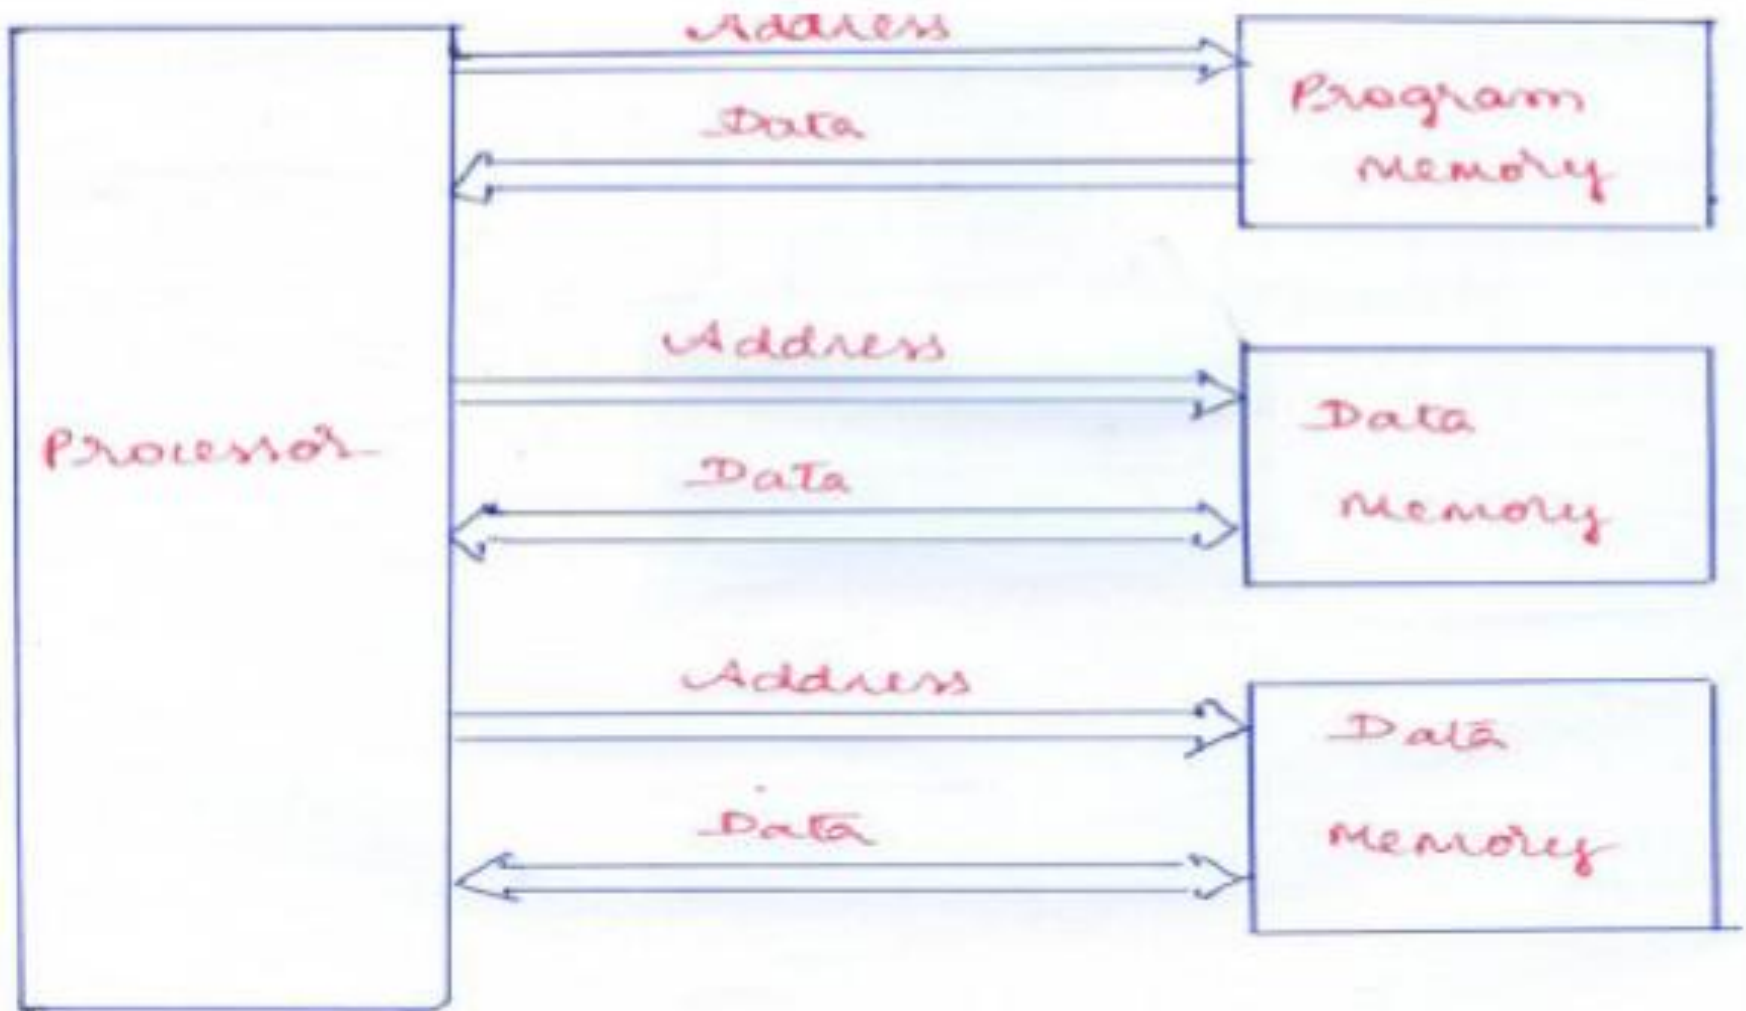 Address
Program
Memory
Data
Processor
Address
Data
Memory
Data
Address
Data
Memory
Data